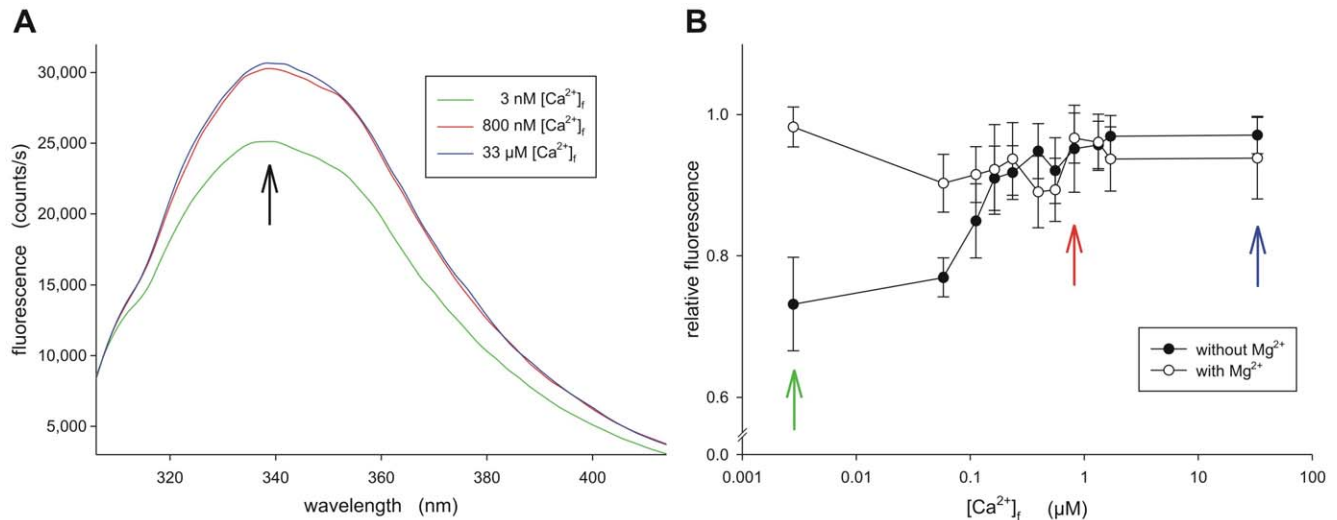 A
fluorescence (counts/s)
30,000
25,000
20,000
15,000
10,000
5,000
320
340
360
380
400
wavelength (nm)
3 nM [Ca²⁺]f
800 nM [Ca²⁺]f
33 µM [Ca²⁺]f
B
relative fluorescence
1.0
0.8
0.6
0.0
0.001
0.01
0.1
1
10
100
[Ca²⁺]f (µM)
without Mg²⁺
with Mg²⁺